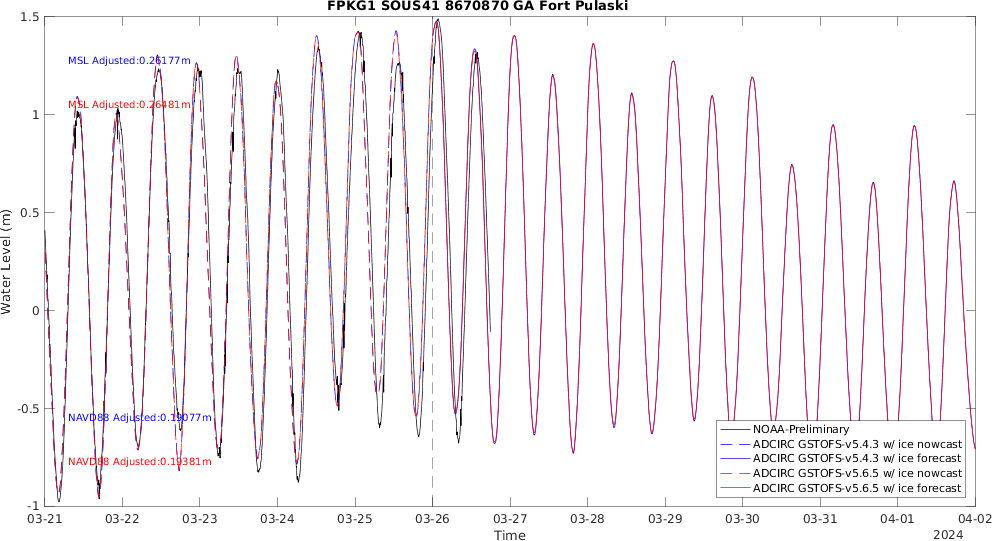 FPKG1 SOUS41 8670870 GA Fort Pulaski
1.5
MSL Adjusted:0.26177m
MSL Adjusted:0.26481m
1
0.5
Water Level (m)
0
-0.5
NAVD88 Adjusted:0.19077m
NAVD88 Adjusted:0.19381m
NOAA-Preliminary
ADCIRC GSTOFS-v5.4.3 w/ ice nowcast
ADCIRC GSTOFS-v5.4.3 w/ ice forecast
ADCIRC GSTOFS-v5.6.5 w/ ice nowcast
ADCIRC GSTOFS-v5.6.5 w/ ice forecast
-1
03-21 03-22 03-23 03-24 03-25 03-26 03-27 03-28 03-29 03-30 03-31 04-01 04-02
Time
2024